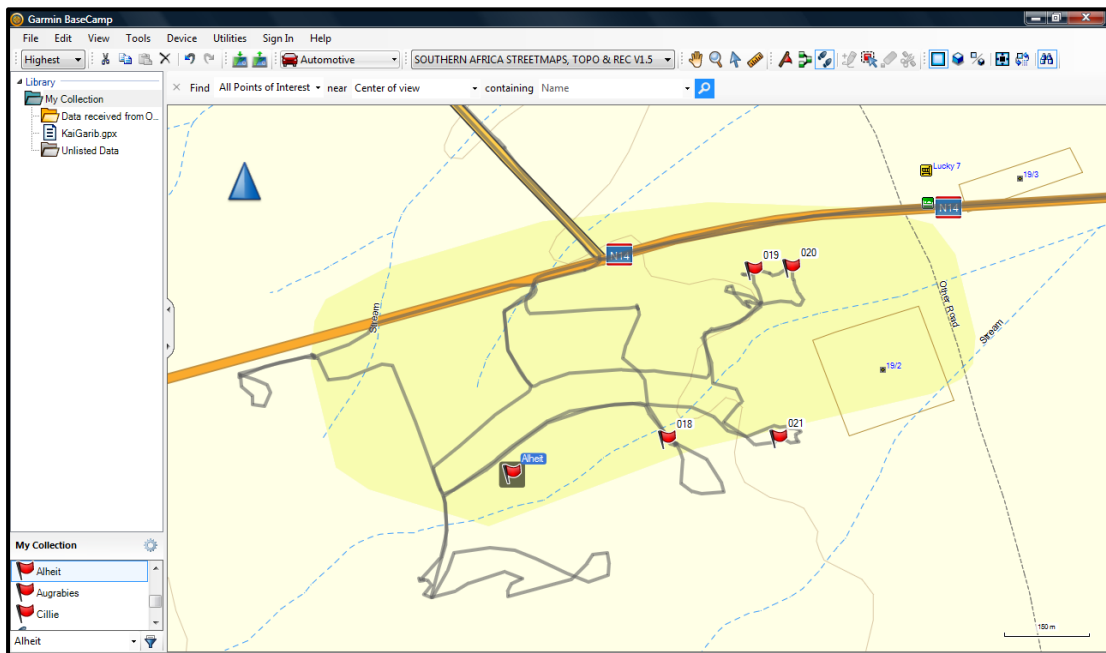 Garmin BaseCamp
File Edit View Tools Device Utilities Sign In Help
Highest Automotive SOUTHERN AFRICA STREETMAPS, TOPO & REC V1.5
Library
My Collection
Data received from O...
KaiGarib.gpx
Unlisted Data
Find All Points of Interest near Center of view containing Name
Lucky 7
19/3
N14
N14
019
020
Stream
Other Road
Stream
19/2
018
021
Alheit
150 m
My Collection
Alheit
Augrabies
Cillie
Alheit